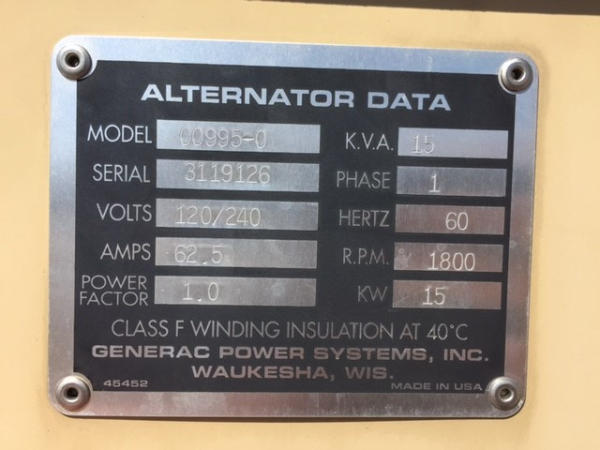 ALTERNATOR DATA
MODEL 00995-0 K.V.A. 15
SERIAL 3119126 PHASE 1
VOLTS 120/240 HERTZ 60
AMPS 62.5 R.P.M. 1800
POWER FACTOR 1.0 KW 15
CLASS F WINDING INSULATION AT 40°C
GENERAC POWER SYSTEMS, INC.
WAUKESHA, WIS.
45452 MADE IN USA